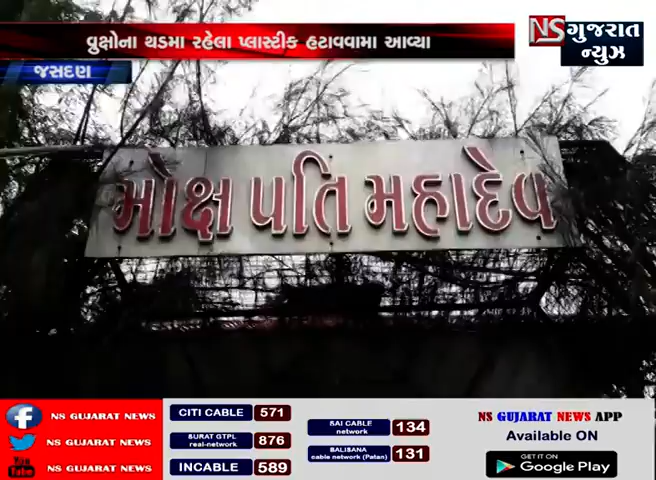 વૃક્ષોના થડમા રહેલા પ્લાસ્ટીક હટાવવામા આવ્યા
NS ગુજરાત ન્યુઝ
જસદણ
મોક્ષ પતિ મહાદેવ
NS GUJARAT NEWS
NS GUJARAT NEWS
You Tube NS GUJARAT NEWS
CITI CABLE 571
SURAT GTPL real-network 876
INCABLE 589
SAI CABLE network 134
BALISANA cable network (Patan) 131
NS GUJARAT NEWS APP
Available ON
GET IT ON
Google Play